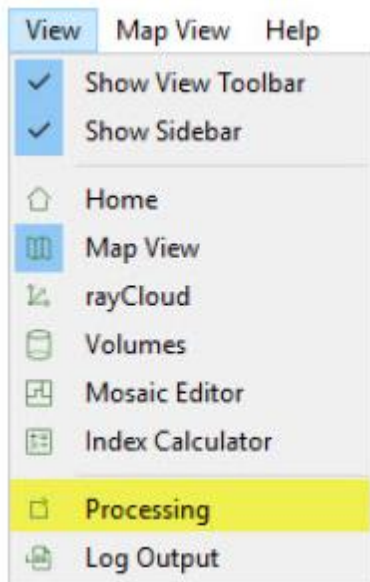 View Map View Help
Show View Toolbar
Show Sidebar
Home
Map View
rayCloud
Volumes
Mosaic Editor
Index Calculator
Processing
Log Output